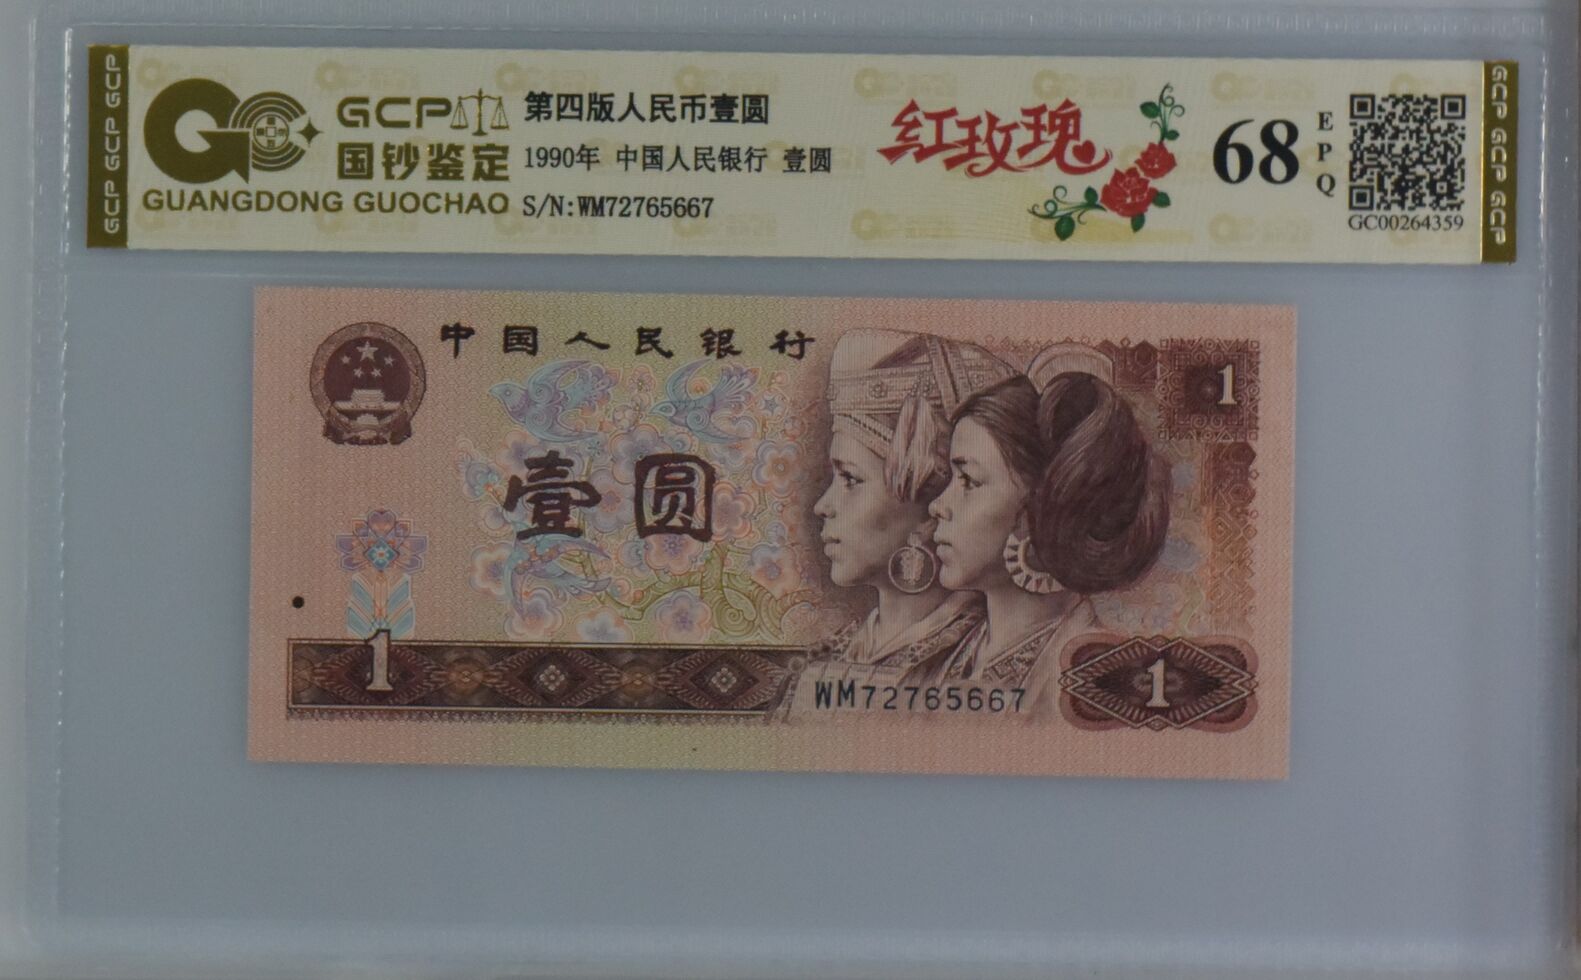 GCP GCP GCP
GCP
国钞鉴定
GUANGDONG GUOCHAO
第四版人民币壹圆
1990年 中国人民银行 壹圆
S/N:WM72765667
红玫瑰
68
EPQ
GC00264359
GCP GCP GCP
中国人民银行
1
壹圆
1
WM72765667
1